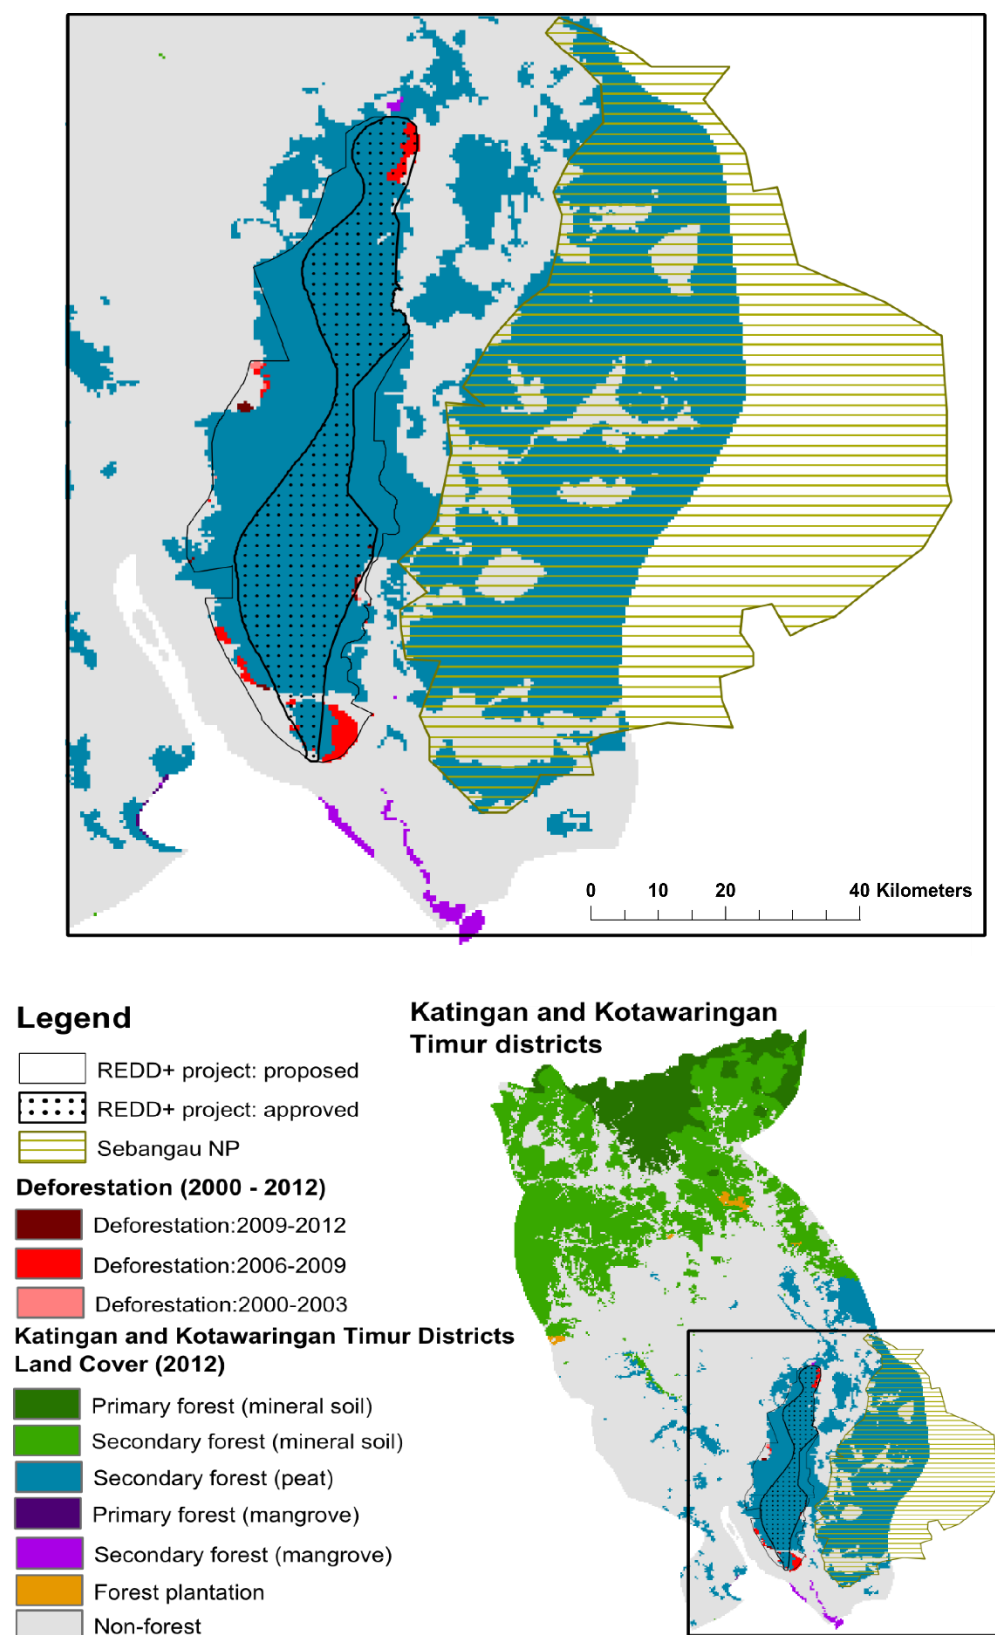 0 10 20 40 Kilometers
Legend
REDD+ project: proposed
REDD+ project: approved
Sebangau NP
Deforestation (2000 - 2012)
Deforestation:2009-2012
Deforestation:2006-2009
Deforestation:2000-2003
Katingan and Kotawaringan Timur Districts
Land Cover (2012)
Primary forest (mineral soil)
Secondary forest (mineral soil)
Secondary forest (peat)
Primary forest (mangrove)
Secondary forest (mangrove)
Forest plantation
Non-forest
Katingan and Kotawaringan
Timur districts